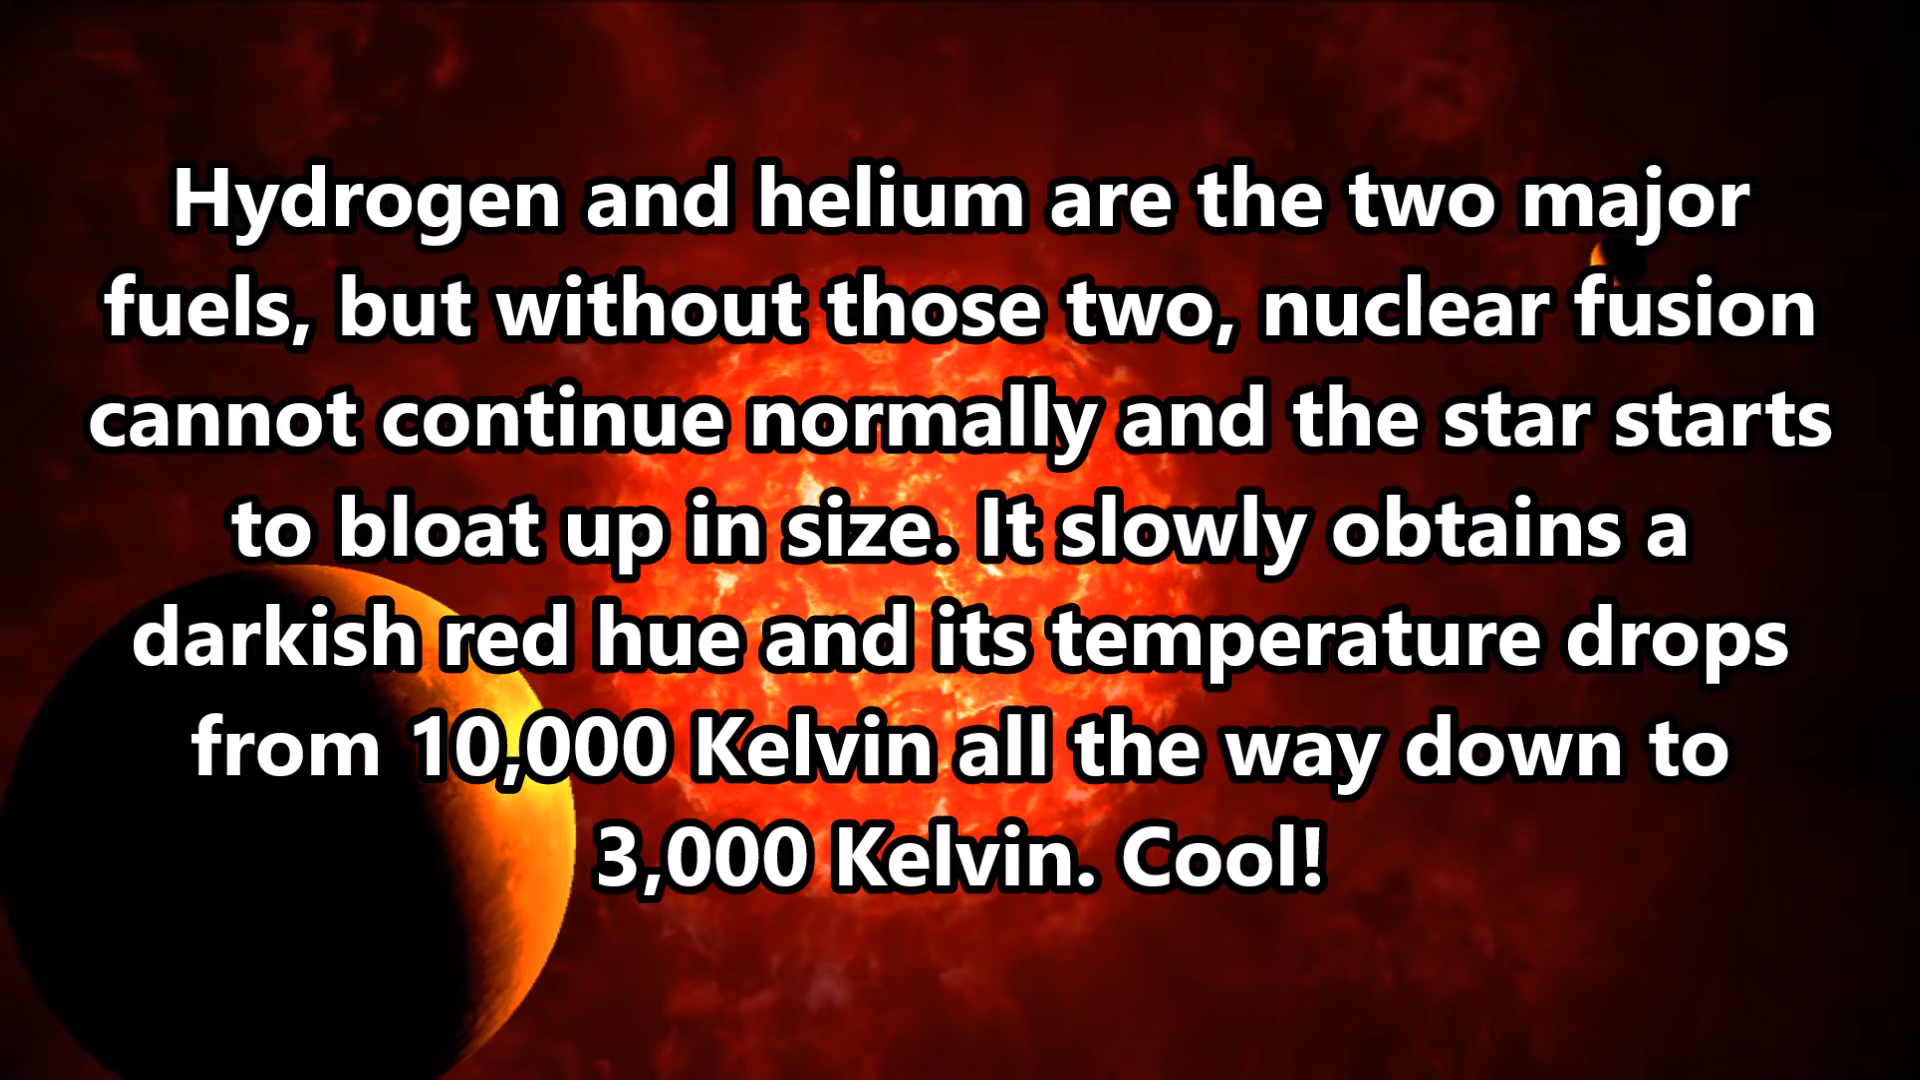 Hydrogen and helium are the two major
fuels, but without those two, nuclear fusion
cannot continue normally and the star starts
to bloat up in size. It slowly obtains a
darkish red hue and its temperature drops
from 10,000 Kelvin all the way down to
3,000 Kelvin. Cool!